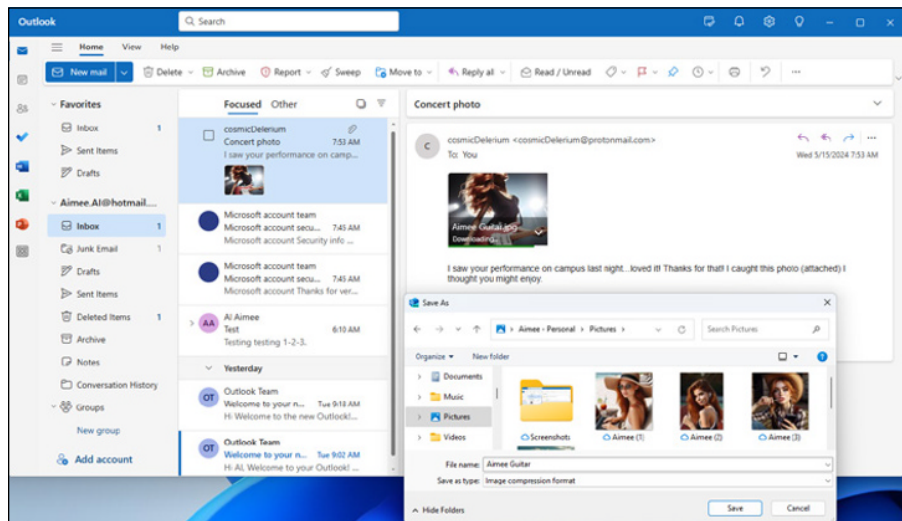 Outlook
Search
Home View Help
New mail Delete Archive Report Sweep Move to Reply all Read / Unread ...
Favorites
Inbox 1
Sent Items
Drafts
Aimee.AI@hotmail....
Inbox 1
Junk Email 1
Drafts
Sent Items
Deleted Items 1
Archive
Notes
Conversation History
Groups
New group
Add account
Focused Other
cosmicDelerium
Concert photo 7:53 AM
I saw your performance on camp...
Microsoft account team
Microsoft account secu... 7:45 AM
Microsoft account Security info ...
Microsoft account team
Microsoft account secu... 7:45 AM
Microsoft account Thanks for ver...
AA
Al Aimee
Test 6:10 AM
Testing testing 1-2-3.
Yesterday
OT
Outlook Team
Welcome to your n... Tue 9:18 AM
Hi Welcome to the new Outlook!...
OT
Outlook Team
Welcome to your n... Tue 9:02 AM
Hi Al, Welcome to your Outlook! ...
Concert photo
C
cosmicDelerium <cosmicDelerium@protonmail.com>
To: You
Wed 5/15/2024 7:53 AM
Aimee Guitar.jpg
Downloading...
I saw your performance on campus last night...loved it! Thanks for that! I caught this photo (attached) I
thought you might enjoy.
Save As
Aimee - Personal > Pictures >
Search Pictures
Organize New folder
Documents
Music
Pictures
Videos
Screenshots
Aimee (1)
Aimee (2)
Aimee (3)
File name: Aimee Guitar
Save as type: Image compression format
Hide Folders
Save Cancel